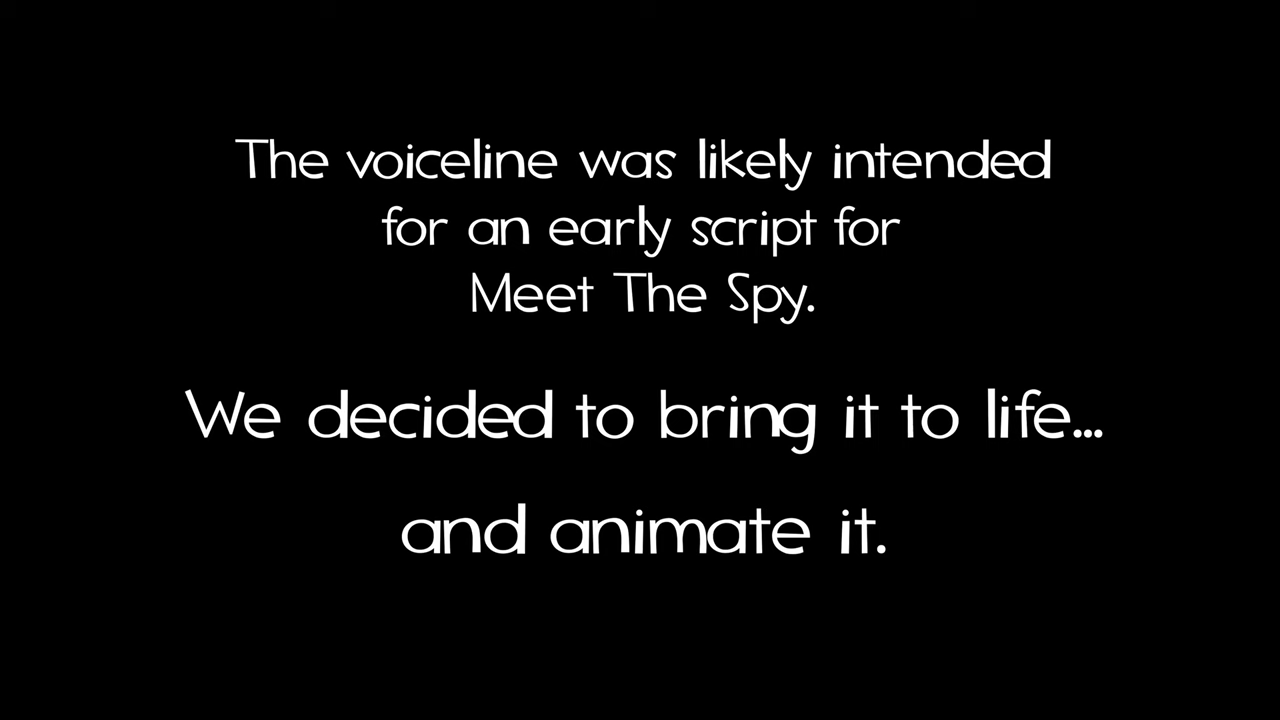 The voiceline was likely intended
for an early script for
Meet The Spy.
We decided to bring it to life...
and animate it.